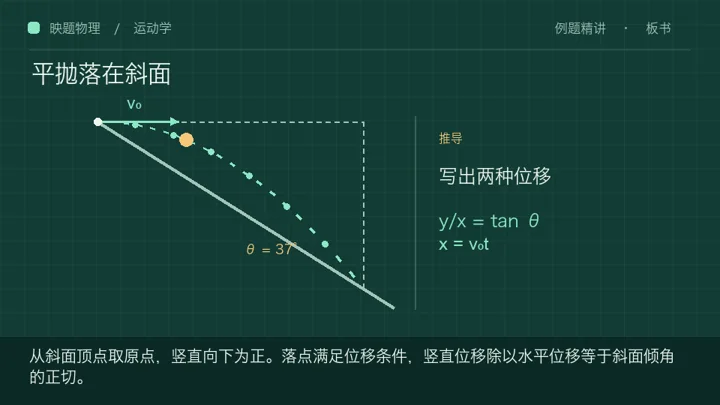 映题物理 / 运动学
例题精讲 · 板书
平抛落在斜面
v₀
θ = 37°
推导
写出两种位移
y/x = tan θ
x = v₀t
从斜面顶点取原点，竖直向下为正。落点满足位移条件，竖直位移除以水平位移等于斜面倾角
的正切。